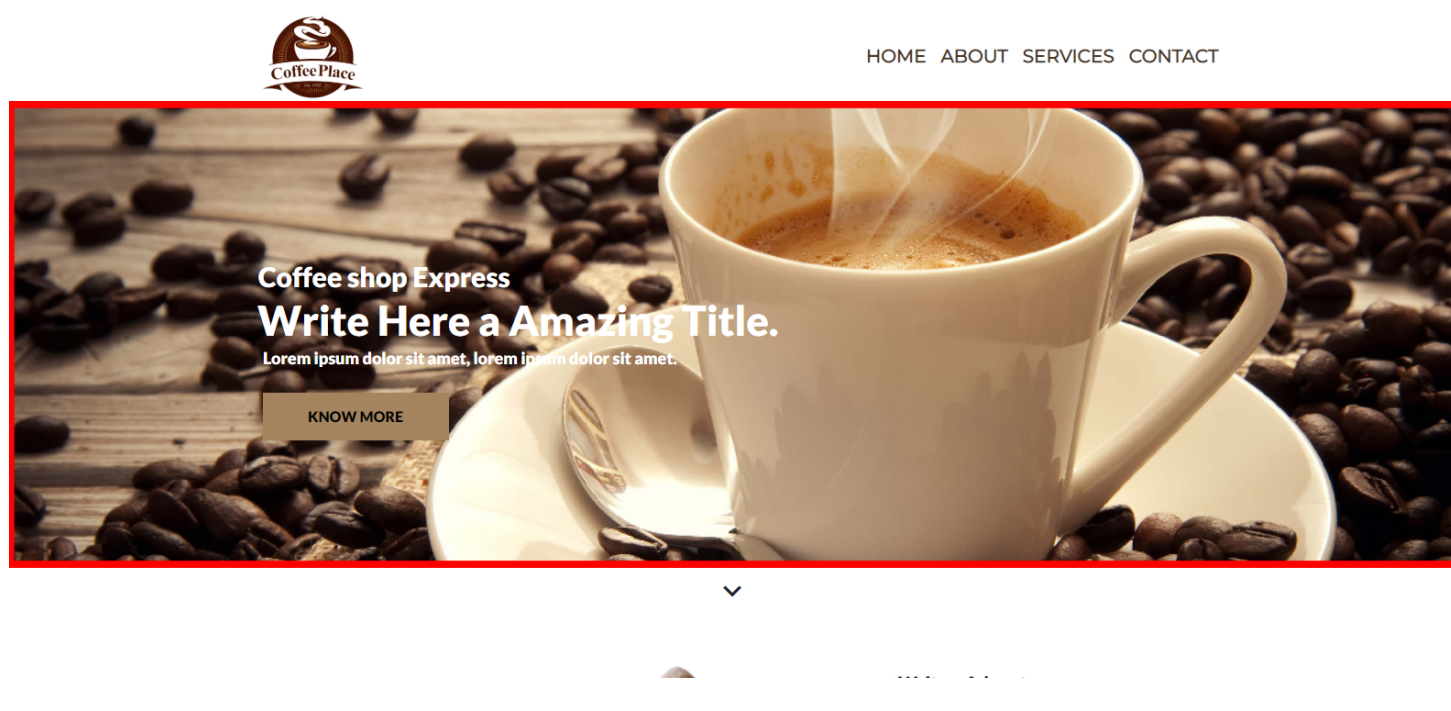 Coffee Place
HOME ABOUT SERVICES CONTACT
Coffee shop Express
Write Here a Amazing Title.
Lorem ipsum dolor sit amet, lorem ipsum dolor sit amet.
KNOW MORE